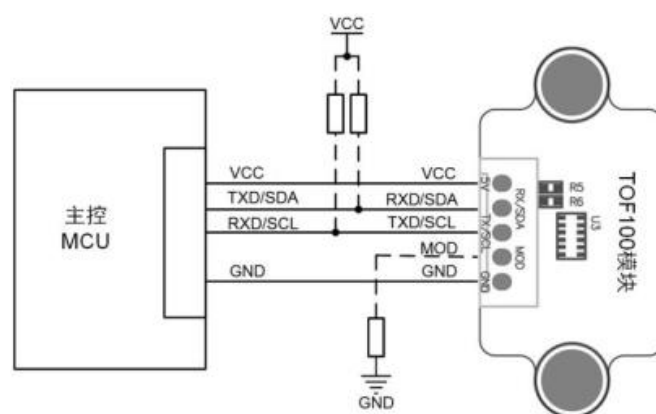 VCC
主控
MCU
VCC
TXD/SDA
RXD/SCL
GND
VCC
RXD/SDA
TXD/SCL
MOD
GND
GND
+5V
RX/SDA
TX/SCL
MOD
GND
R5
R6
U3
TOF100模块